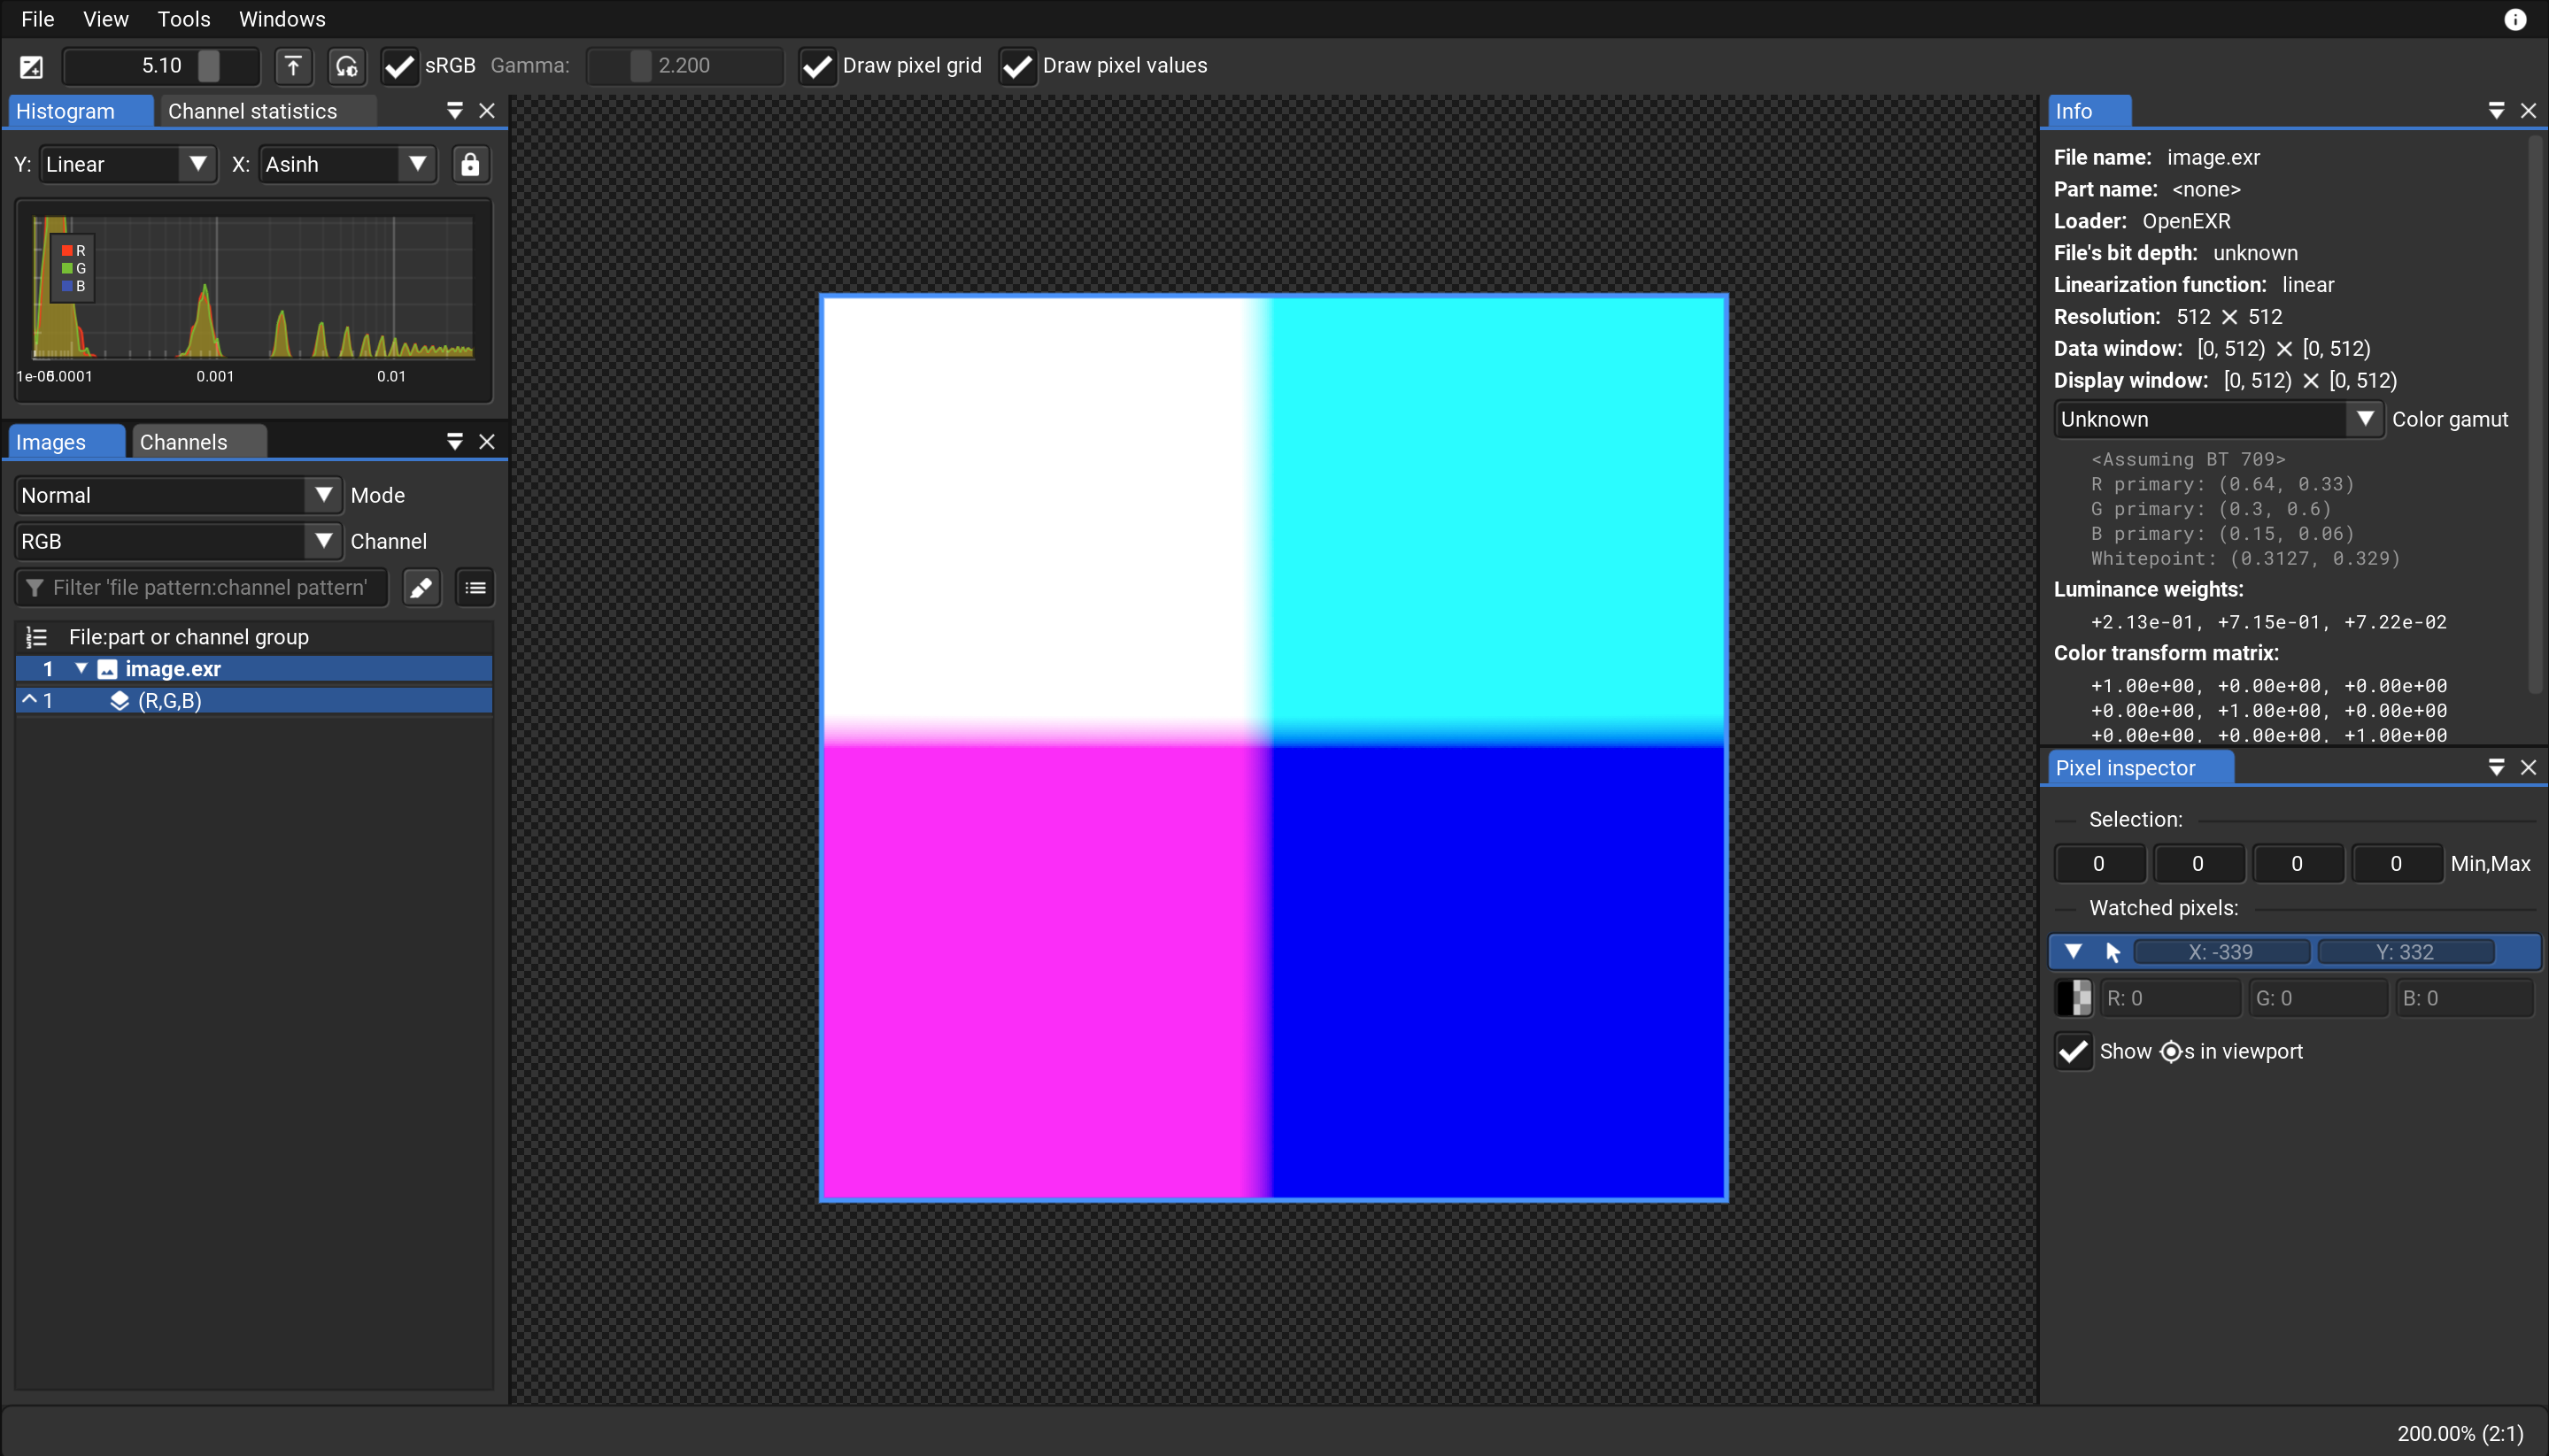 File View Tools Windows
5.10 sRGB Gamma: 2.200 Draw pixel grid Draw pixel values
Histogram Channel statistics
Y: Linear X: Asinh
R
G
B
0.001 0.01
Images Channels
Normal Mode
RGB Channel
Filter 'file pattern:channel pattern'
File:part or channel group
1 image.exr
1 (R,G,B)
Info
File name: image.exr
Part name: <none>
Loader: OpenEXR
File's bit depth: unknown
Linearization function: linear
Resolution: 512 × 512
Data window: [0, 512) × [0, 512)
Display window: [0, 512) × [0, 512)
Unknown Color gamut
<Assuming BT 709>
R primary: (0.64, 0.33)
G primary: (0.3, 0.6)
B primary: (0.15, 0.06)
Whitepoint: (0.3127, 0.329)
Luminance weights:
+2.13e-01, +7.15e-01, +7.22e-02
Color transform matrix:
+1.00e+00, +0.00e+00, +0.00e+00
+0.00e+00, +1.00e+00, +0.00e+00
+0.00e+00, +0.00e+00, +1.00e+00
Pixel inspector
Selection:
0 0 0 0 Min,Max
Watched pixels:
X: -339 Y: 332
R: 0 G: 0 B: 0
Show s in viewport
200.00% (2:1)